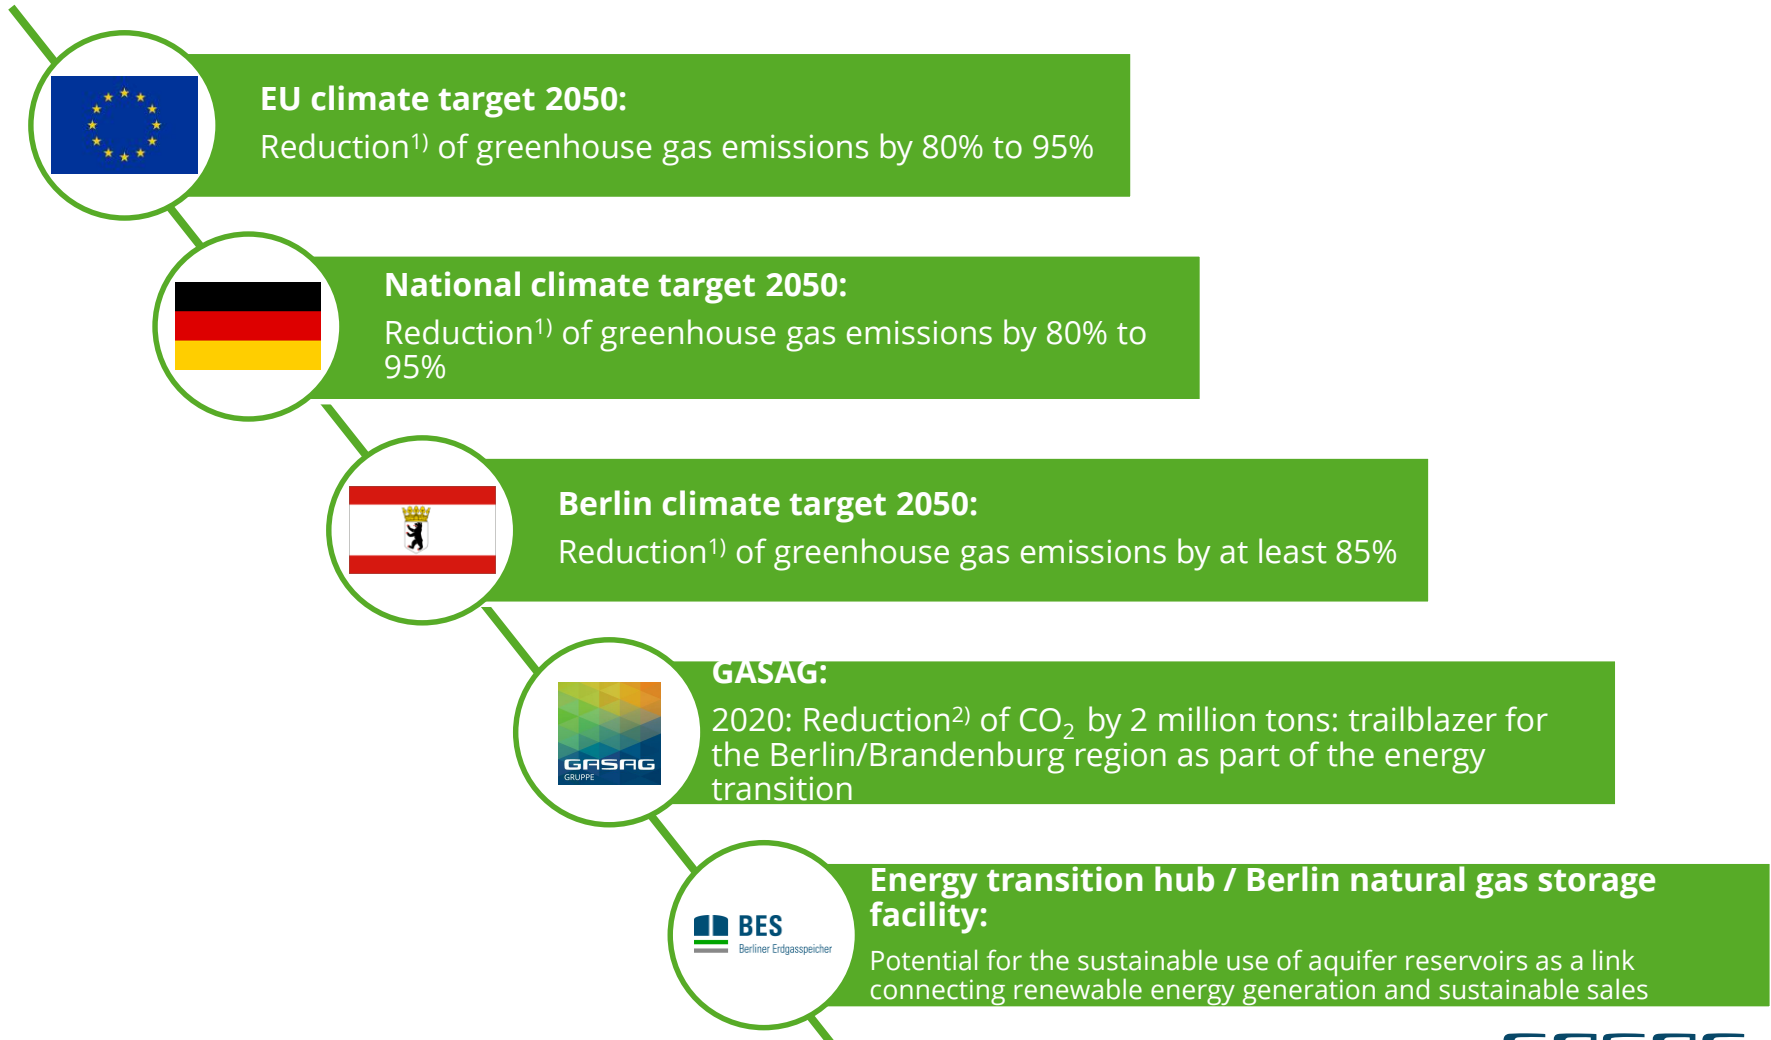 EU climate target 2050:
Reduction1) of greenhouse gas emissions by 80% to 95%
National climate target 2050:
Reduction1) of greenhouse gas emissions by 80% to
95%
Berlin climate target 2050:
Reduction1) of greenhouse gas emissions by at least 85%
GASAG:
2020: Reduction2) of CO2 by 2 million tons: trailblazer for
the Berlin/Brandenburg region as part of the energy
transition
GASAG
GRUPPE
Energy transition hub / Berlin natural gas storage
facility:
Potential for the sustainable use of aquifer reservoirs as a link
connecting renewable energy generation and sustainable sales
BES
Berliner Erdgasspeicher